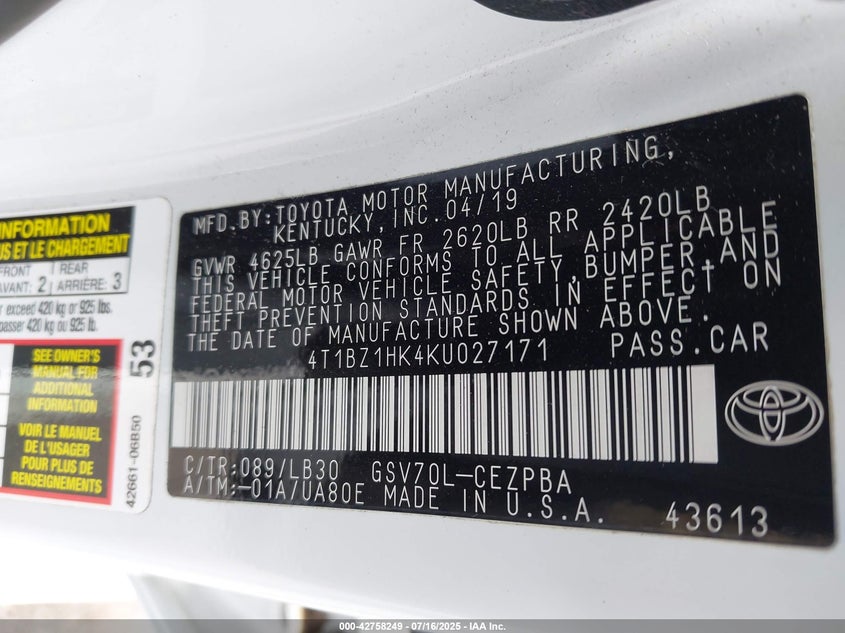 INFORMATION
US ET LE CHARGEMENT
FRONT
AVANT: 2
REAR
ARRIÈRE: 3
exceed 420 kg or 925 lbs.
passer 420 kg ou 925 lb.
SEE OWNER'S
MANUAL FOR
ADDITIONAL
INFORMATION
VOIR LE MANUEL
DE L'USAGER
POUR PLUS DE
RENSEIGNEMENTS
53
42661-06B50
MFD.BY:TOYOTA MOTOR MANUFACTURING,
KENTUCKY, INC.04/19
GVWR 4625LB GAWR FR 2620LB RR 2420LB
THIS VEHICLE CONFORMS TO ALL APPLICABLE
FEDERAL MOTOR VEHICLE SAFETY,BUMPER,AND
THEFT PREVENTION STANDARDS IN EFFECT ON
THE DATE OF MANUFACTURE SHOWN ABOVE.
4T1BZ1HK4KU027171 PASS.CAR
C/TR:089/LB30 GSV70L-CEZPBA
A/TM:-01A/UA80E MADE IN U.S.A.
43613
000-42758249 - 07/16/2025 - IAA Inc.